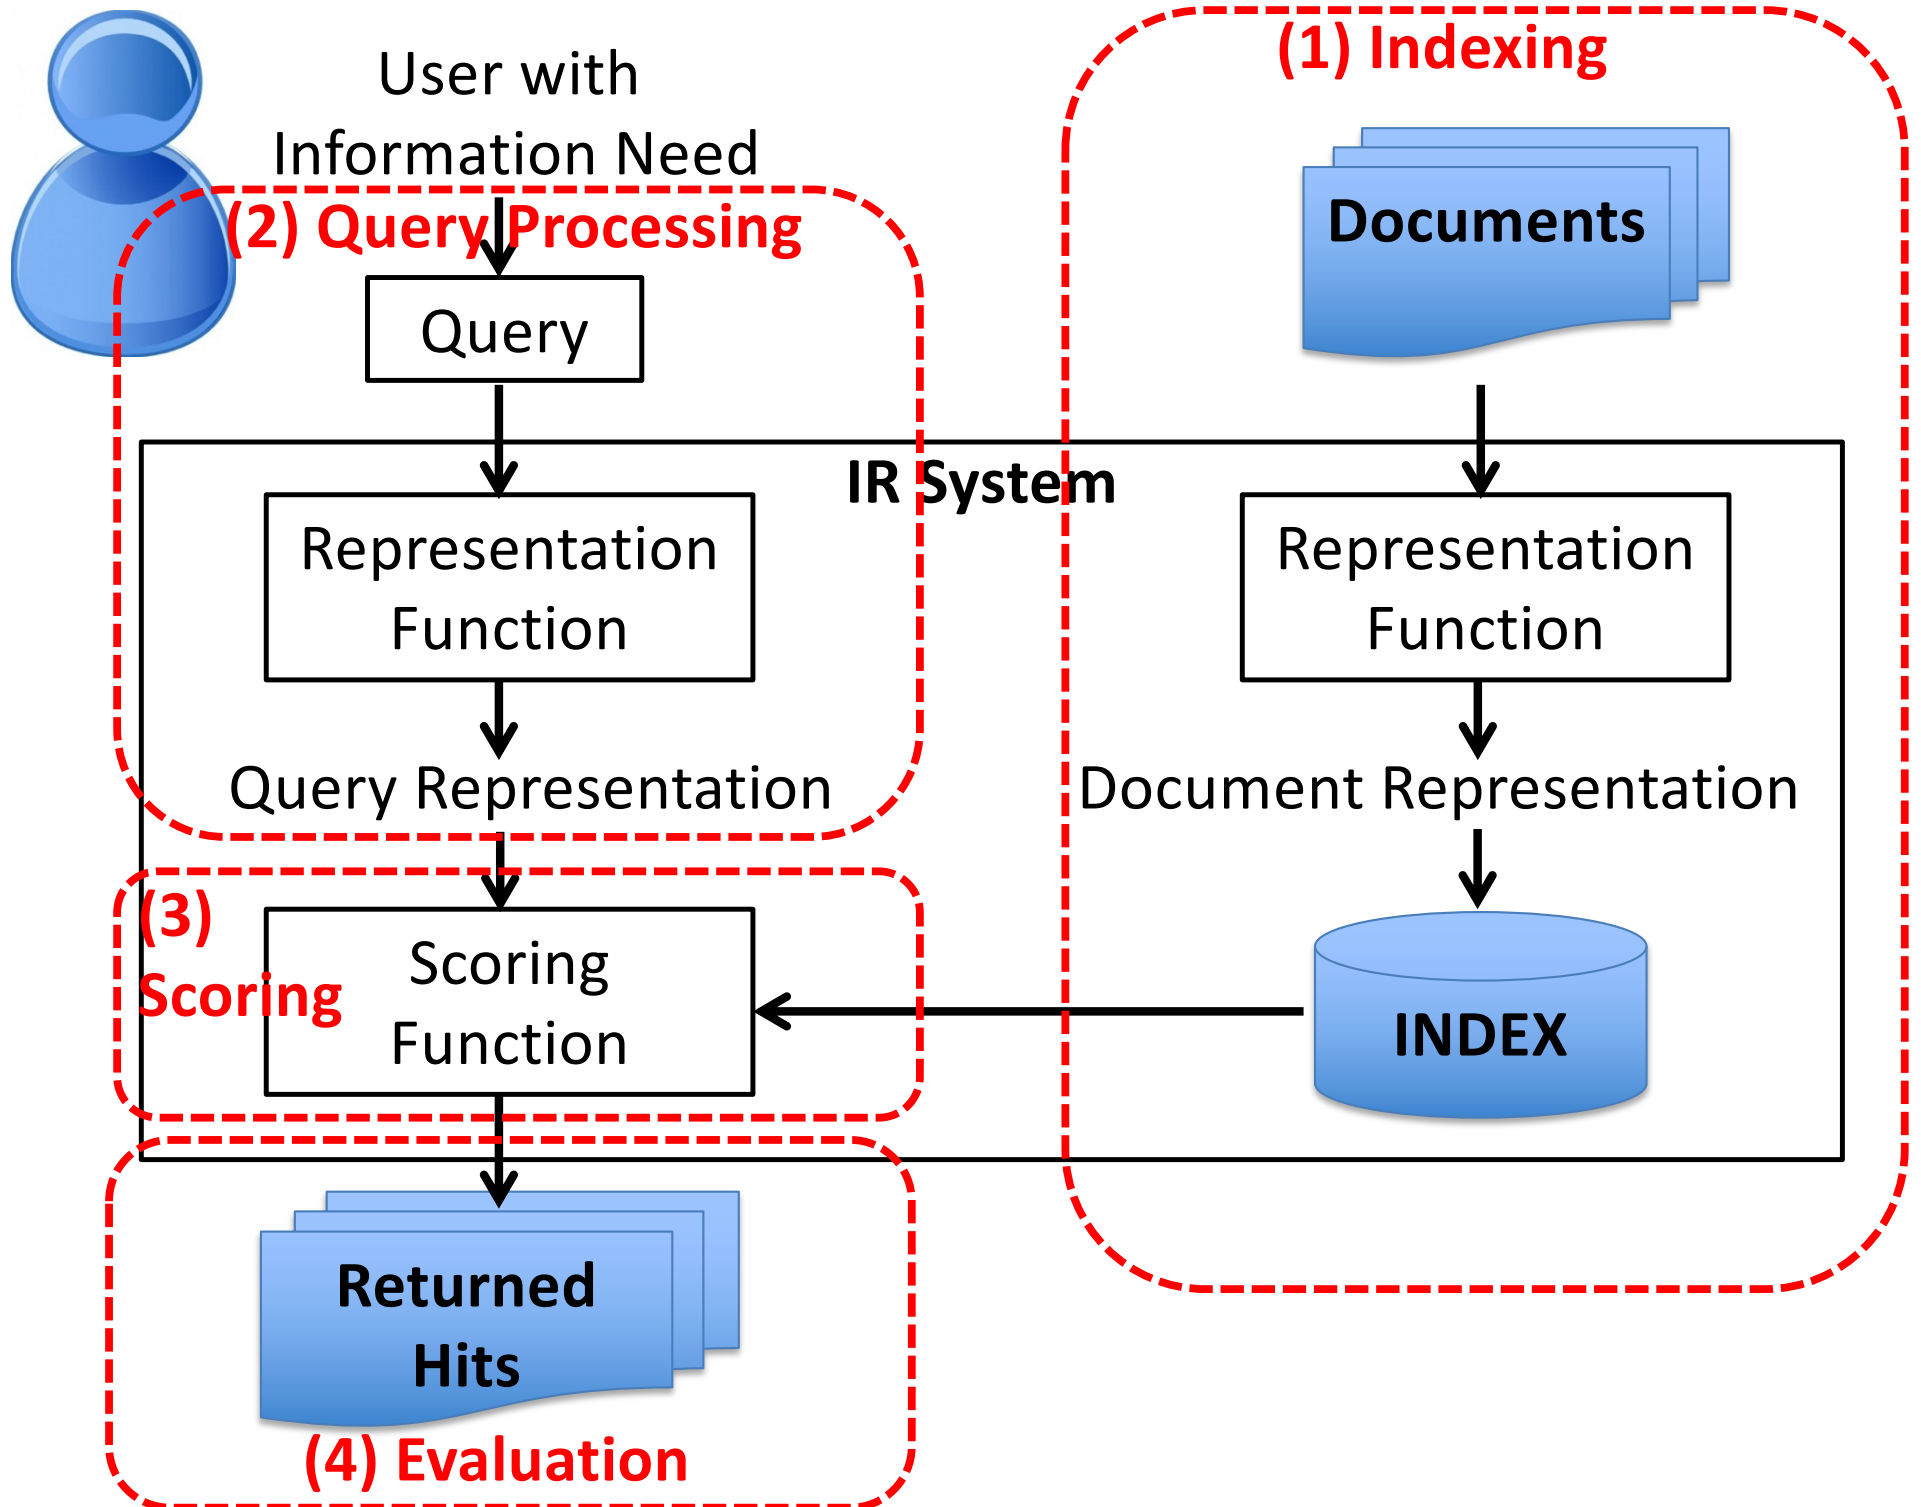 User with
Information Need
(2) Query Processing
Query
Representation
Function
Query Representation
(3)
Scoring
Scoring
Function
Returned
Hits
(4) Evaluation
IR System
(1) Indexing
Documents
Representation
Function
Document Representation
INDEX